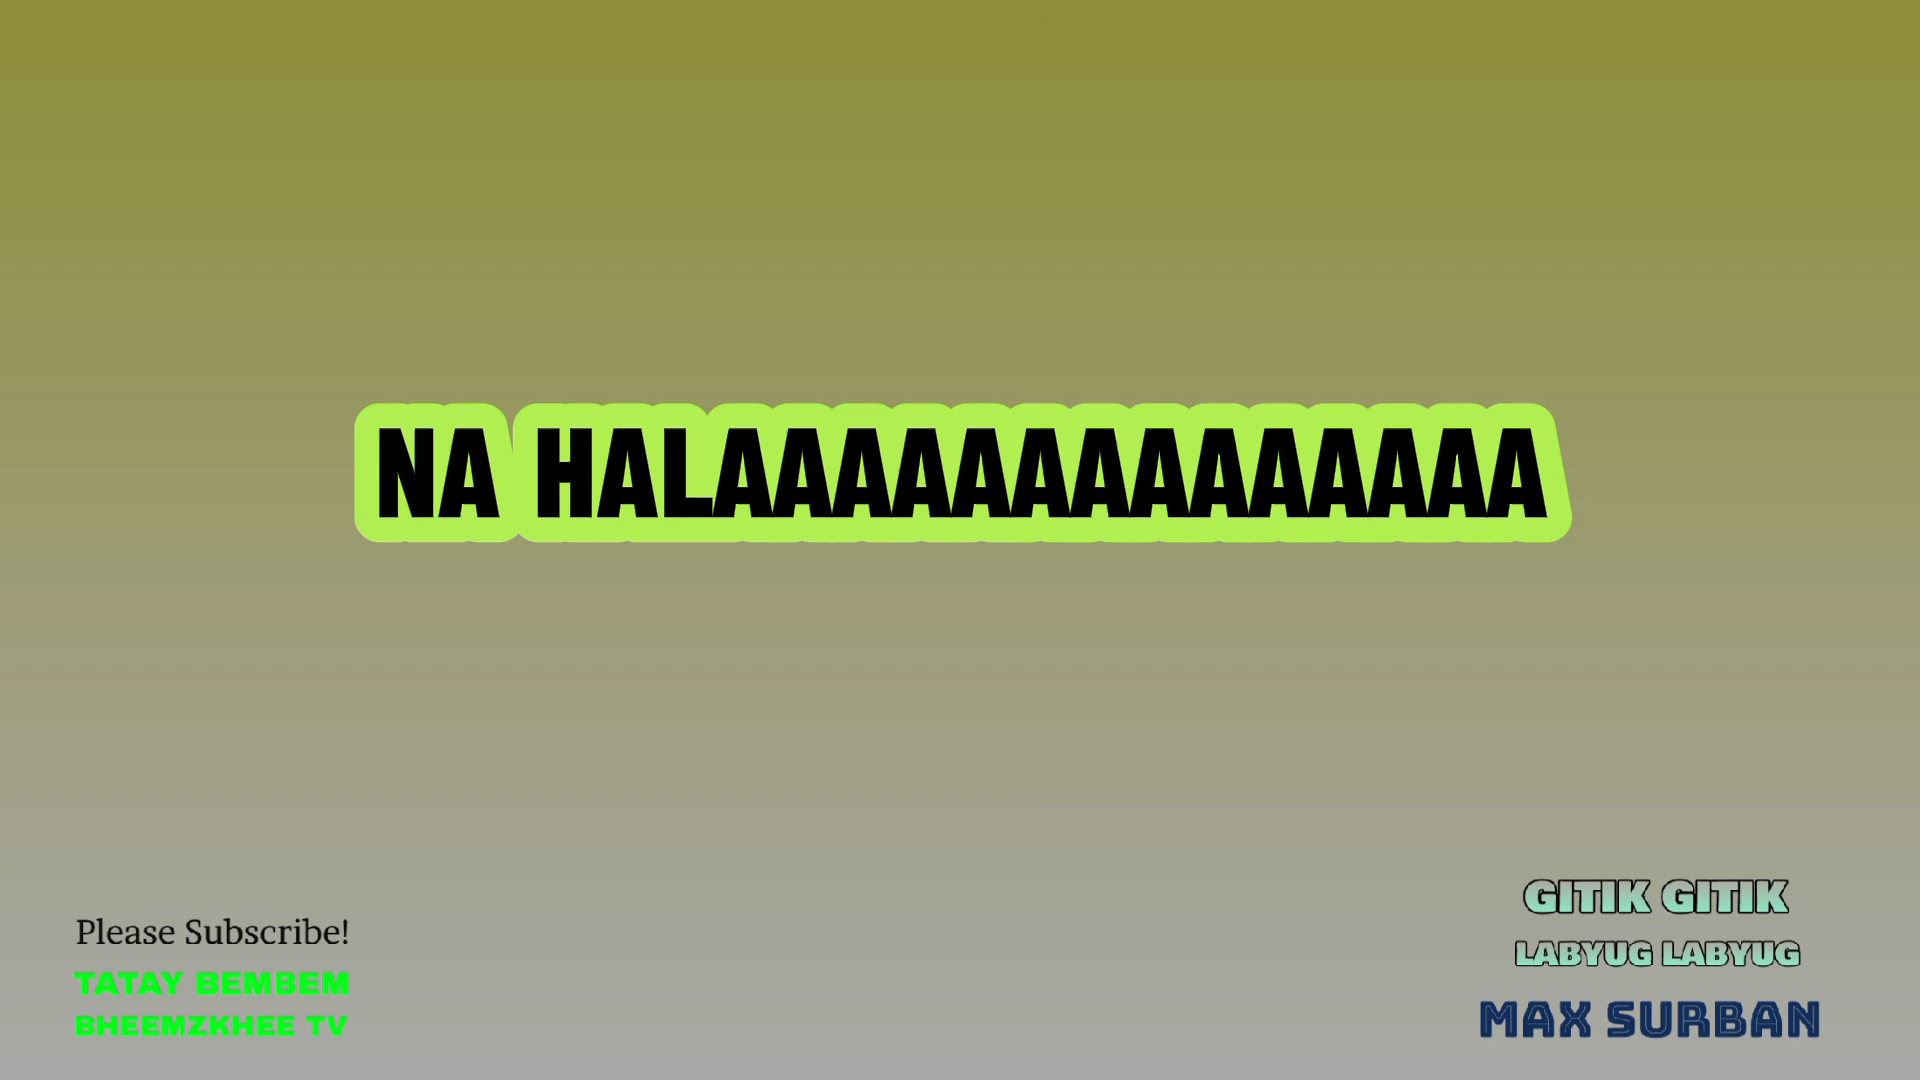 NA HALAAAAAAAAAAAAAA
Please Subscribe!
TATAY BEMBEM
BHEEMZKHEE TV
GITIK GITIK
LABYUG LABYUG
MAX SURBAN